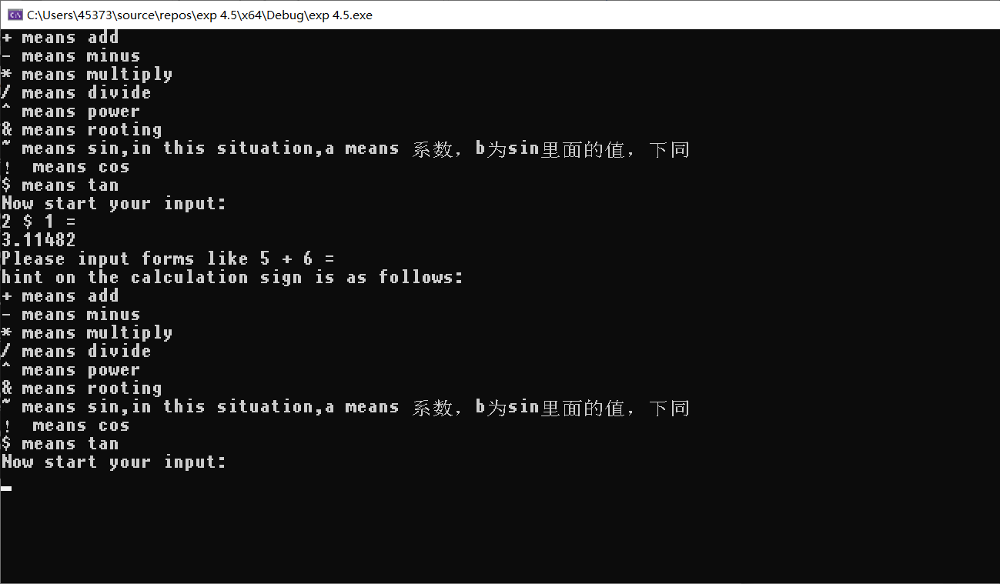 C:\Users\45373\source\repos\exp 4.5\x64\Debug\exp 4.5.exe
+ means add
- means minus
* means multiply
/ means divide
^ means power
& means rooting
~ means sin,in this situation,a means 系数，b为sin里面的值，下同
！ means cos
$ means tan
Now start your input:
2 $ 1 =
3.11482
Please input forms like 5 + 6 =
hint on the calculation sign is as follows:
+ means add
- means minus
* means multiply
/ means divide
^ means power
& means rooting
~ means sin,in this situation,a means 系数，b为sin里面的值，下同
！ means cos
$ means tan
Now start your input: